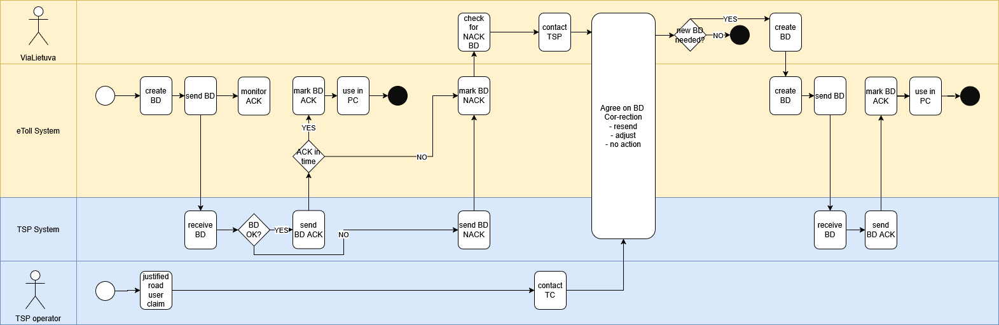 ViaLietuva
check
for
NACK
BD
contact
TSP
new BD
needed?
YES
NO
create
BD
eToll System
create
BD
send BD
monitor
ACK
mark BD
ACK
use in
PC
YES
ACK in
time
NO
mark BD
NACK
Agree on BD
Cor-rection
- resend
- adjust
- no action
create
BD
send BD
mark BD
ACK
use in
PC
TSP System
receive
BD
BD
OK?
YES
send
BD ACK
NO
send BD
NACK
receive
BD
send
BD ACK
TSP operator
justified
road
user
claim
contact
TC